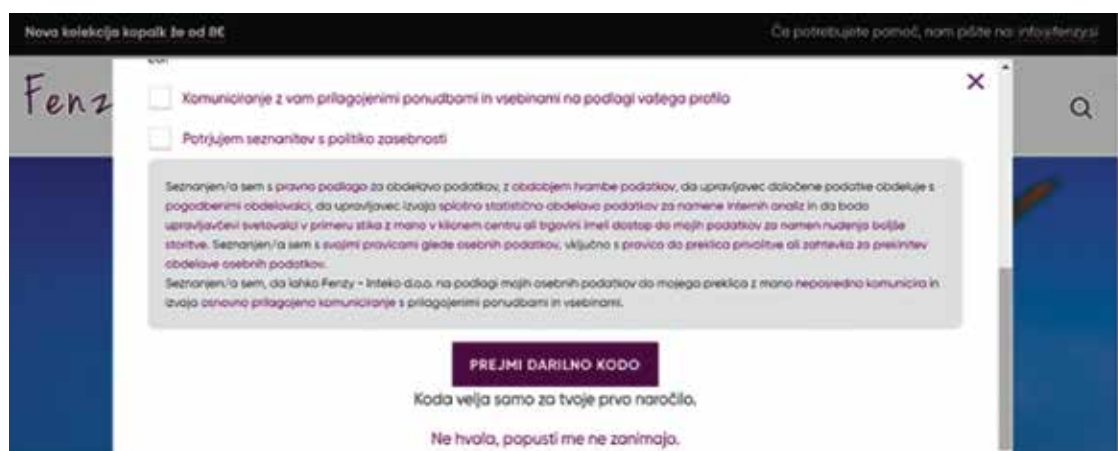 Nova kolekcija kopalk že od 8€
Če potrebujete pomoč, nam pišite na: info@fenzy.si
Fenz
Komuniciranje z vam prilagojenimi ponudbami in vsebinami na podlagi vašega profila
Potrjujem seznanitev s politiko zasebnosti
Seznanjen/a sem s pravno podlago za obdelavo podatkov, z obdobjem hrambe podatkov, da upravljavec določene podatke obdeluje s
pogodbenimi obdelovalci, da upravljavec izvaja splošno statistično obdelavo podatkov za namene internih analiz in da bodo
upravljavčevi svetovalci v primeru stika z mano v klicnem centru ali trgovini imeli dostop do mojih podatkov za namen nudenja boljše
storitve. Seznanjen/a sem s svojimi pravicami glede osebnih podatkov, vključno s pravico do preklica privolitve ali zahtevka za prekinitev
obdelave osebnih podatkov.
Seznanjen/a sem, da lahko Fenzy - Inteko d.o.o. na podlagi mojih osebnih podatkov do mojega preklica z mano neposredno komunicira in
izvaja osnovno prilagojeno komuniciranje s prilagojenimi ponudbami in vsebinami.
PREJMI DARILNO KODO
Koda velja samo za tvoje prvo naročilo.
Ne hvala, popusti me ne zanimajo.